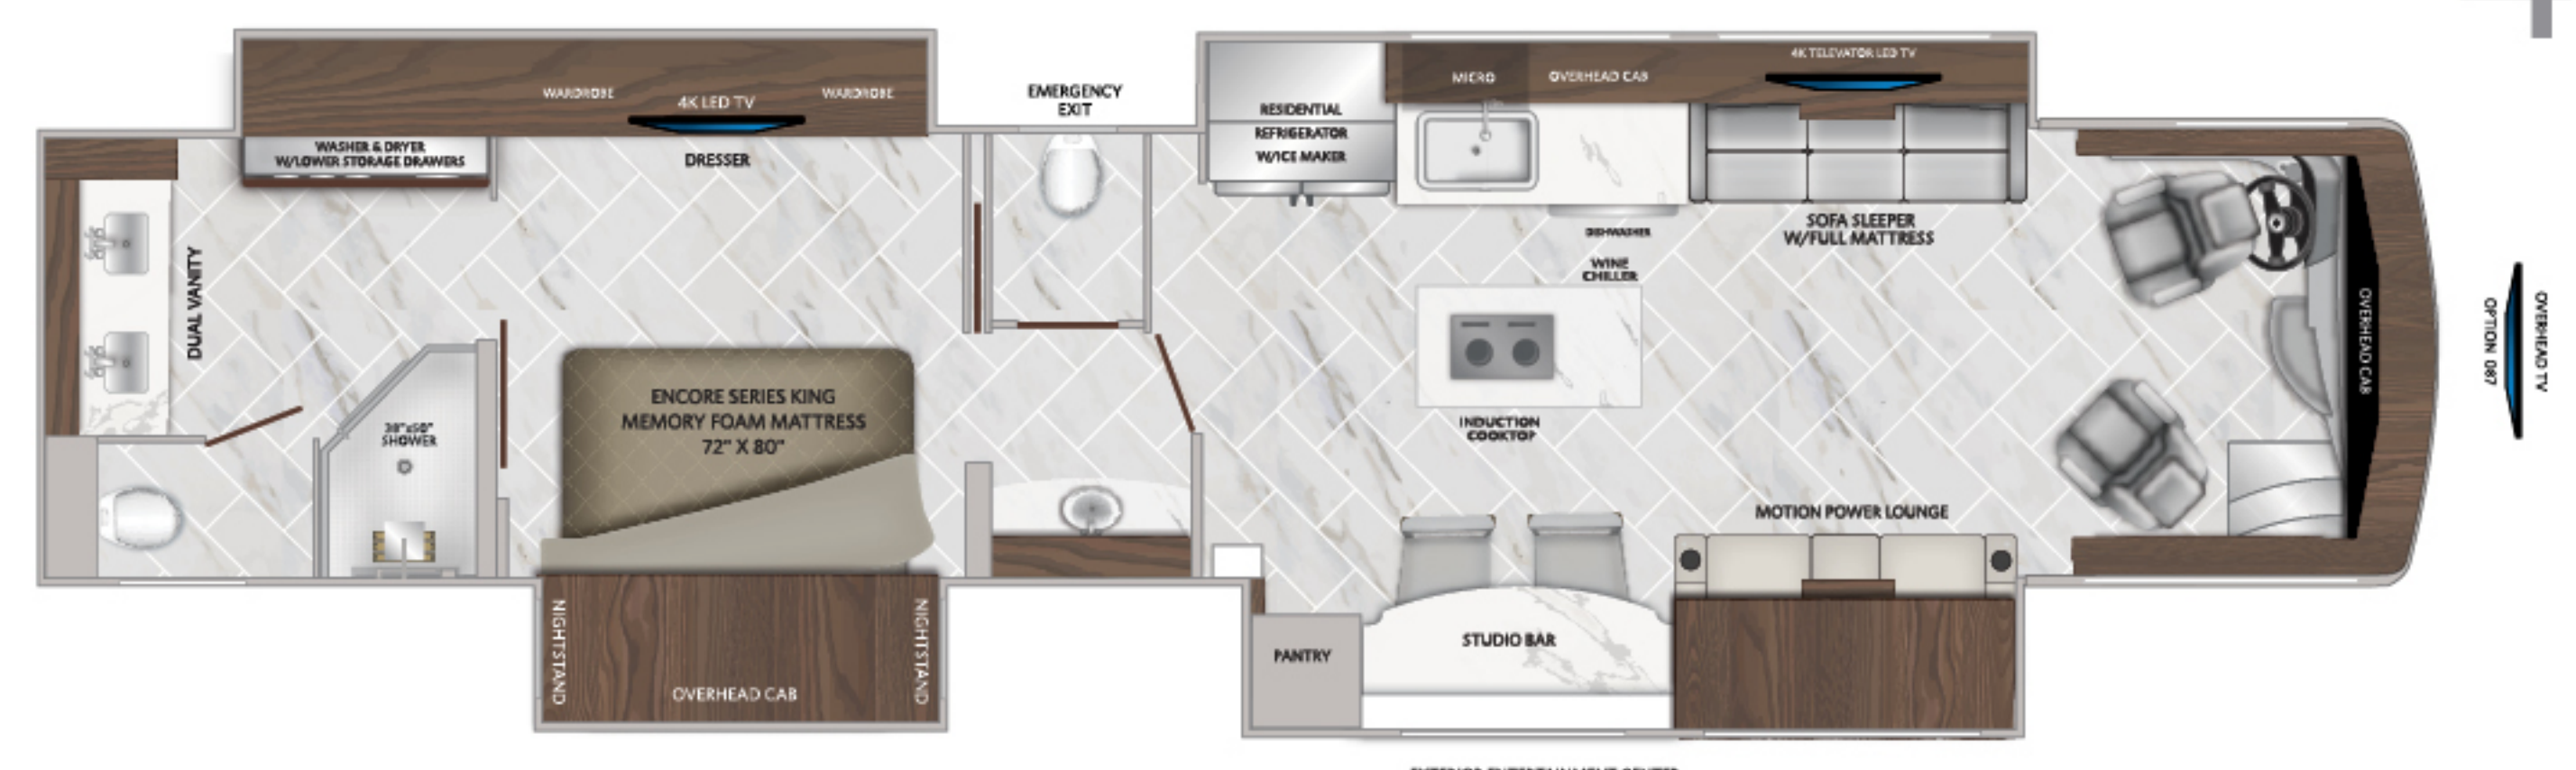 WARDROBE
4K LED TV
WARDROBE
DRESSER
WASHER & DRYER
W/LOWER STORAGE DRAWERS
EMERGENCY
EXIT
RESIDENTIAL
REFRIGERATOR
W/ICE MAKER
MICRO
OVERHEAD CAB
4K TELEVATOR LED TV
SOFA SLEEPER
W/FULL MATTRESS
DISHWASHER
WINE
CHILLER
INDUCTION
COOKTOP
DUAL VANITY
SHOWER
ENCORE SERIES KING
MEMORY FOAM MATTRESS
72" X 80"
NIGHTSTAND
OVERHEAD CAB
NIGHTSTAND
PANTRY
STUDIO BAR
MOTION POWER LOUNGE
OVERHEAD CAB
OVERHEAD TV
OPTION 087